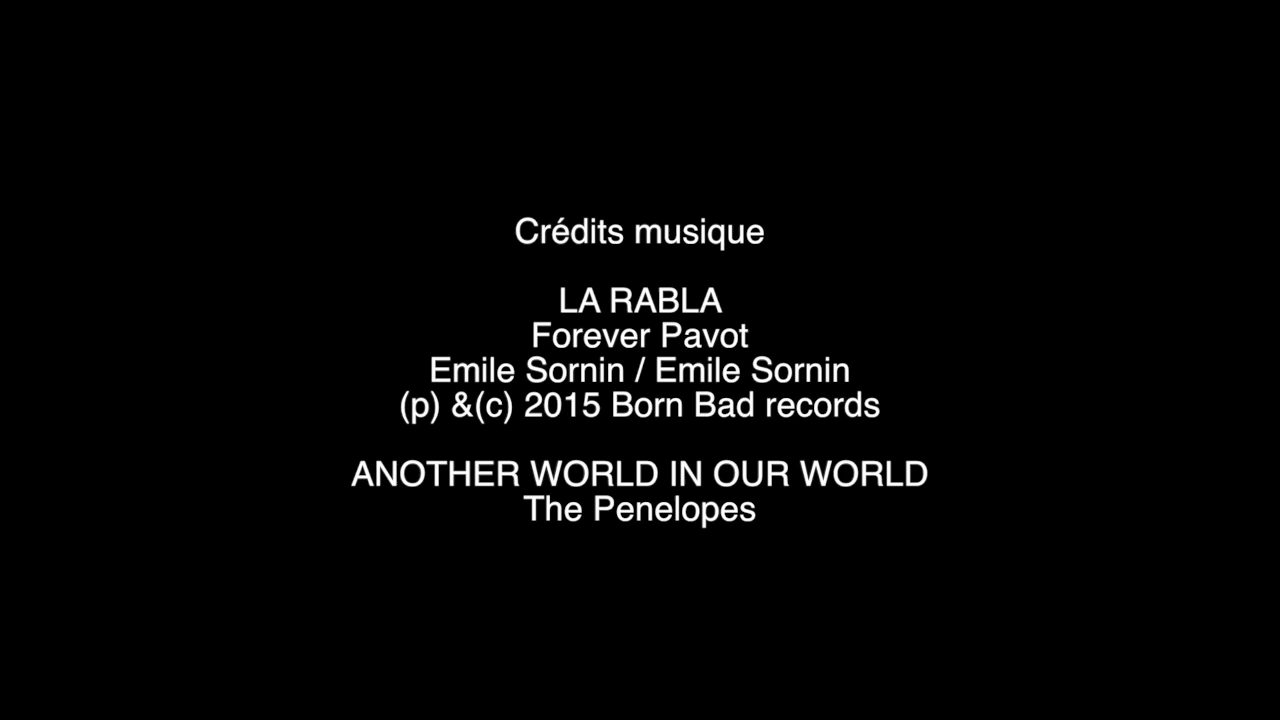 Crédits musique
LA RABLA
Forever Pavot
Emile Sornin / Emile Sornin
(p) &(c) 2015 Born Bad records
ANOTHER WORLD IN OUR WORLD
The Penelopes